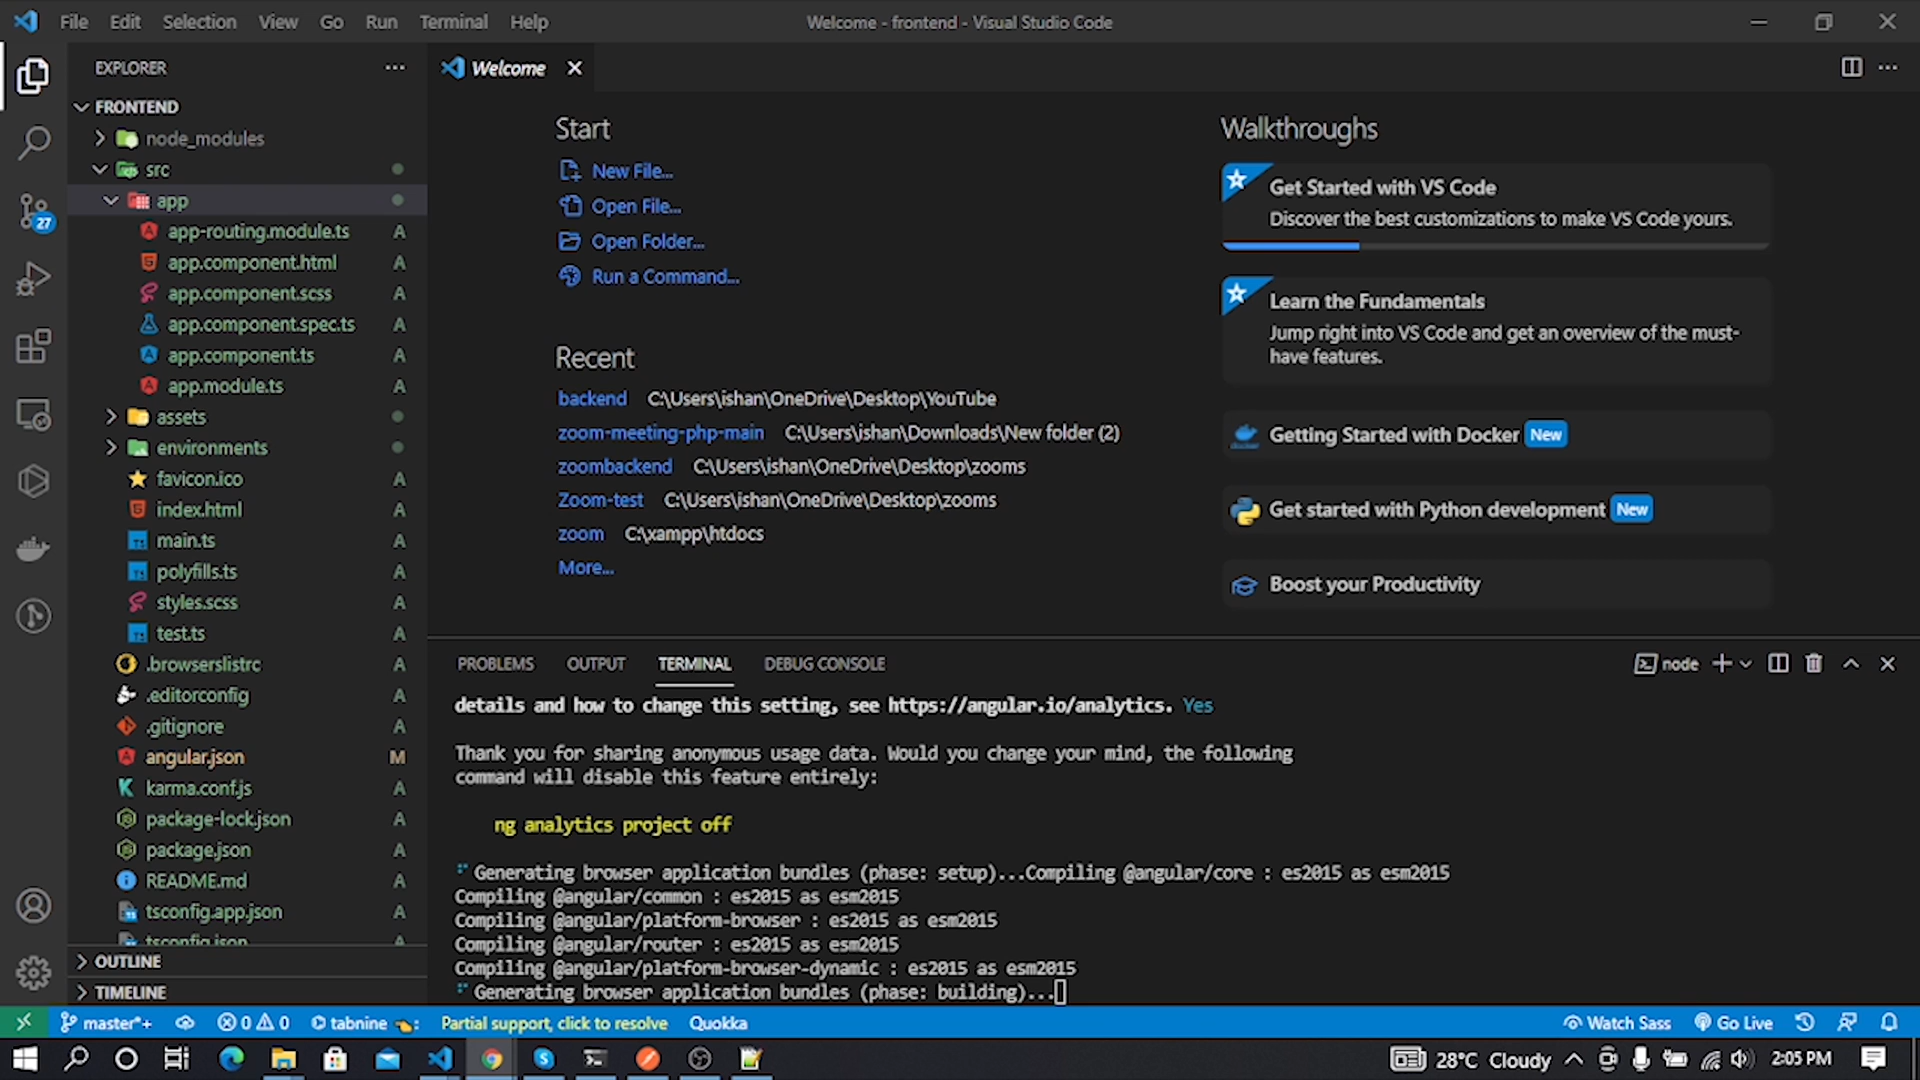 File Edit Selection View Go Run Terminal Help
Welcome - frontend - Visual Studio Code
EXPLORER
FRONTEND
node_modules
src
app
app-routing.module.ts A
app.component.html A
app.component.scss A
app.component.spec.ts A
app.component.ts A
app.module.ts A
assets
environments
favicon.ico A
index.html A
main.ts A
polyfills.ts A
styles.scss A
test.ts A
.browserslistrc A
.editorconfig A
.gitignore A
angular.json M
karma.conf.js A
package-lock.json A
package.json A
README.md A
tsconfig.app.json A
tsconfig.json A
OUTLINE
TIMELINE
27
Welcome
Start
New File...
Open File...
Open Folder...
Run a Command...
Recent
backend C:\Users\ishan\OneDrive\Desktop\YouTube
zoom-meeting-php-main C:\Users\ishan\Downloads\New folder (2)
zoombackend C:\Users\ishan\OneDrive\Desktop\zooms
Zoom-test C:\Users\ishan\OneDrive\Desktop\zooms
zoom C:\xampp\htdocs
More...
Walkthroughs
Get Started with VS Code
Discover the best customizations to make VS Code yours.
Learn the Fundamentals
Jump right into VS Code and get an overview of the must-
have features.
Getting Started with Docker New
Get started with Python development New
Boost your Productivity
PROBLEMS OUTPUT TERMINAL DEBUG CONSOLE
node
details and how to change this setting, see https://angular.io/analytics. Yes
Thank you for sharing anonymous usage data. Would you change your mind, the following
command will disable this feature entirely:
ng analytics project off
Generating browser application bundles (phase: setup)...Compiling @angular/core : es2015 as esm2015
Compiling @angular/common : es2015 as esm2015
Compiling @angular/platform-browser : es2015 as esm2015
Compiling @angular/router : es2015 as esm2015
Compiling @angular/platform-browser-dynamic : es2015 as esm2015
Generating browser application bundles (phase: building)...
master*+ 0 0 tabnine : Partial support, click to resolve Quokka
Watch Sass Go Live
28°C Cloudy 2:05 PM